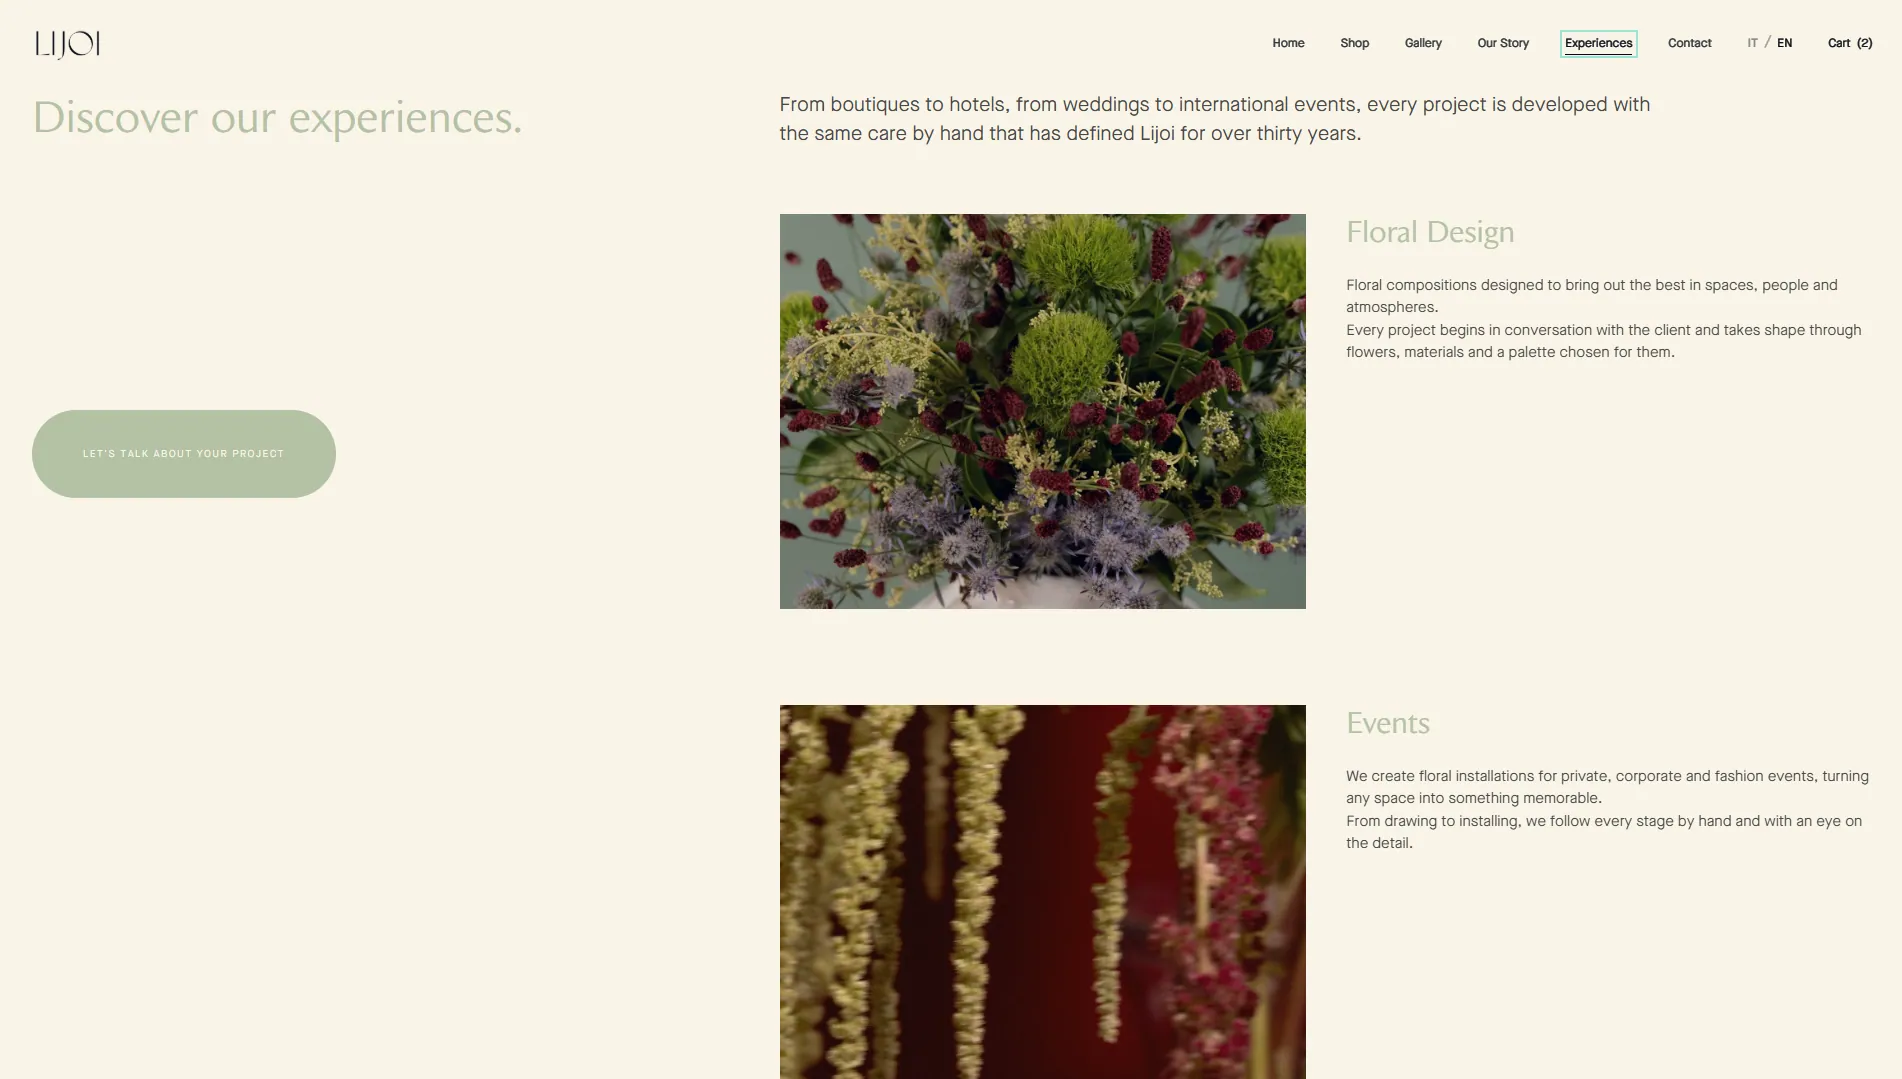 LIJOI
Home
Shop
Gallery
Our Story
Experiences
Contact
IT / EN
Cart (2)
Discover our experiences.
From boutiques to hotels, from weddings to international events, every project is developed with
the same care by hand that has defined Lijoi for over thirty years.
LET'S TALK ABOUT YOUR PROJECT
Floral Design
Floral compositions designed to bring out the best in spaces, people and
atmospheres.
Every project begins in conversation with the client and takes shape through
flowers, materials and a palette chosen for them.
Events
We create floral installations for private, corporate and fashion events, turning
any space into something memorable.
From drawing to installing, we follow every stage by hand and with an eye on
the detail.